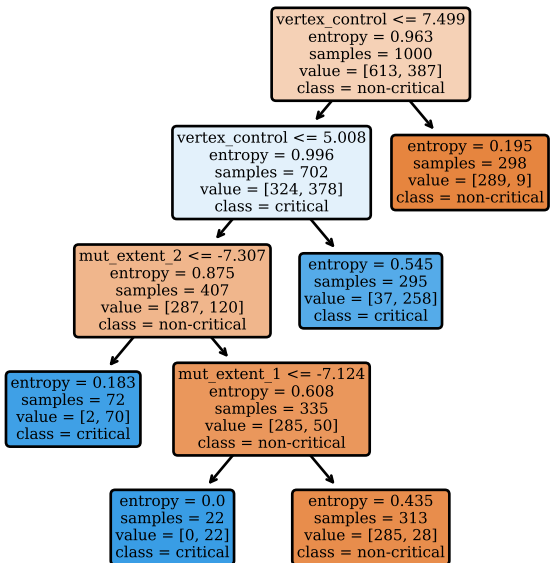 vertex_control <= 7.499
entropy = 0.963
samples = 1000
value = [613, 387]
class = non-critical
vertex_control <= 5.008
entropy = 0.996
samples = 702
value = [324, 378]
class = critical
entropy = 0.195
samples = 298
value = [289, 9]
class = non-critical
mut_extent_2 <= -7.307
entropy = 0.875
samples = 407
value = [287, 120]
class = non-critical
entropy = 0.545
samples = 295
value = [37, 258]
class = critical
entropy = 0.183
samples = 72
value = [2, 70]
class = critical
mut_extent_1 <= -7.124
entropy = 0.608
samples = 335
value = [285, 50]
class = non-critical
entropy = 0.0
samples = 22
value = [0, 22]
class = critical
entropy = 0.435
samples = 313
value = [285, 28]
class = non-critical